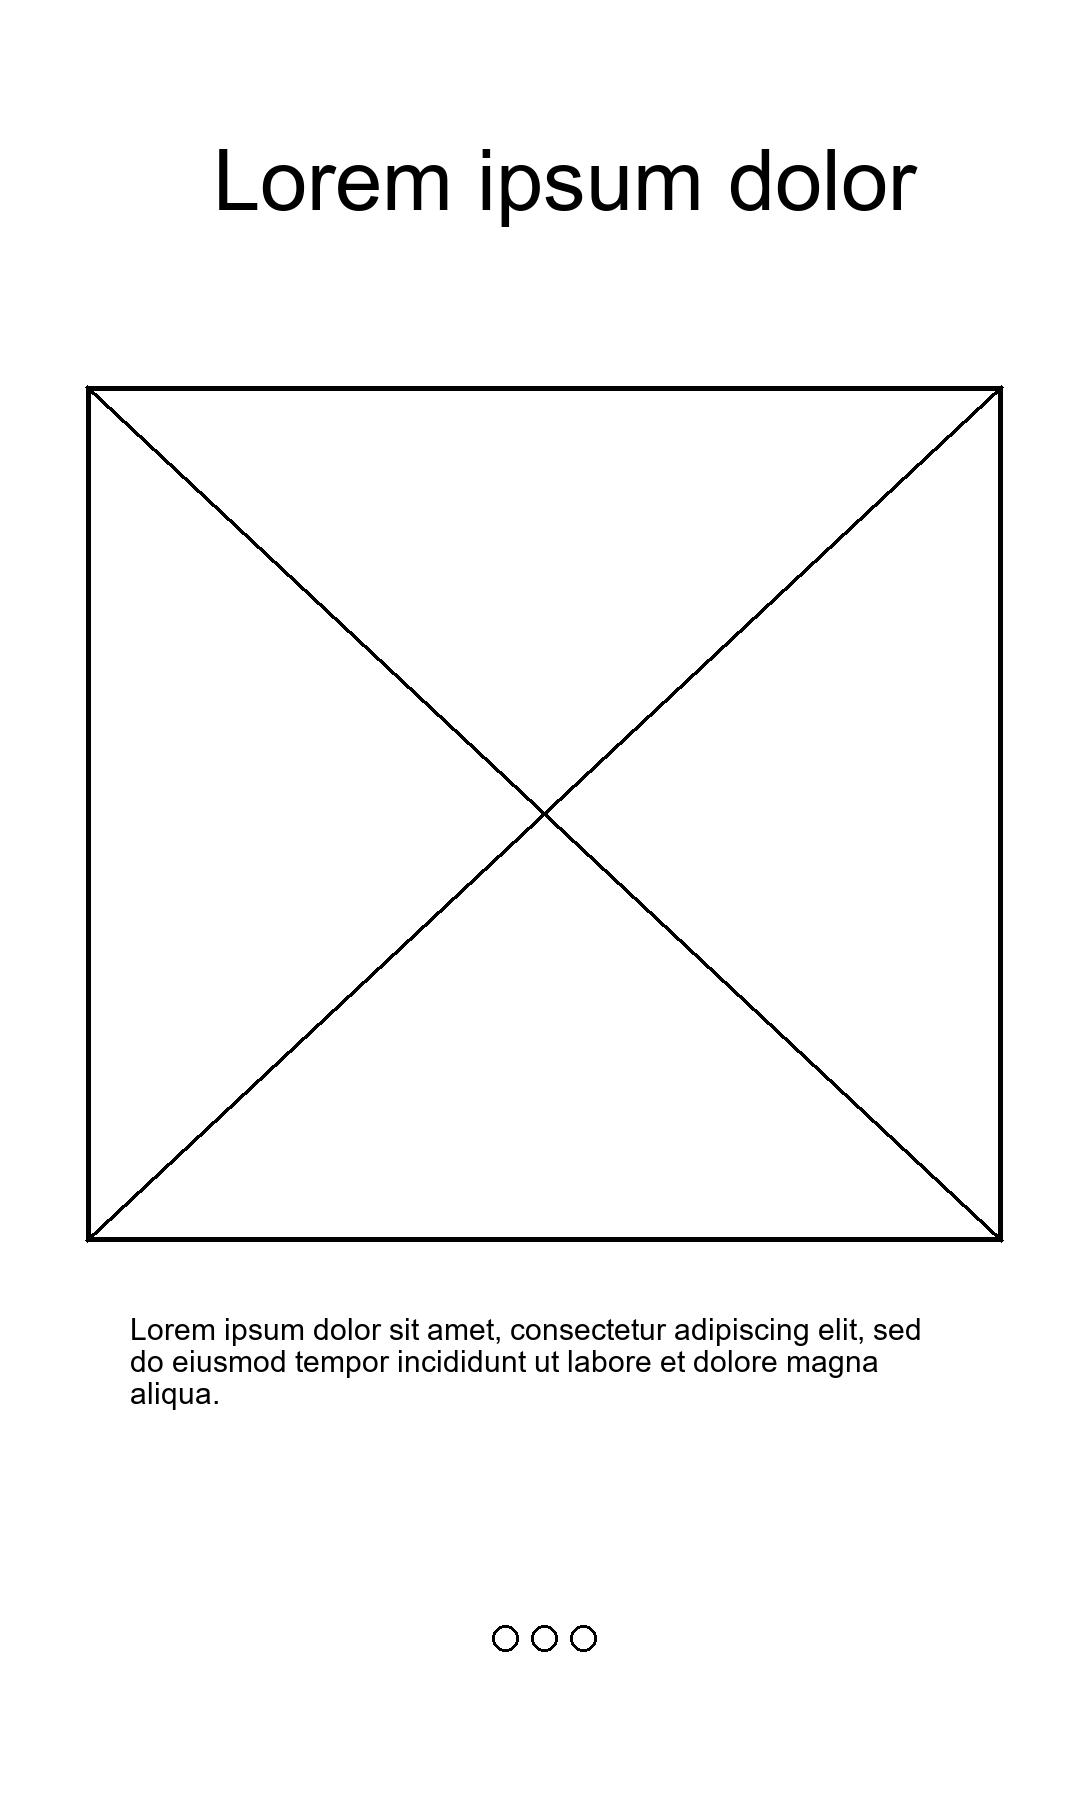 Lorem ipsum dolor
Lorem ipsum dolor sit amet, consectetur adipiscing elit, sed
do eiusmod tempor incididunt ut labore et dolore magna
aliqua.